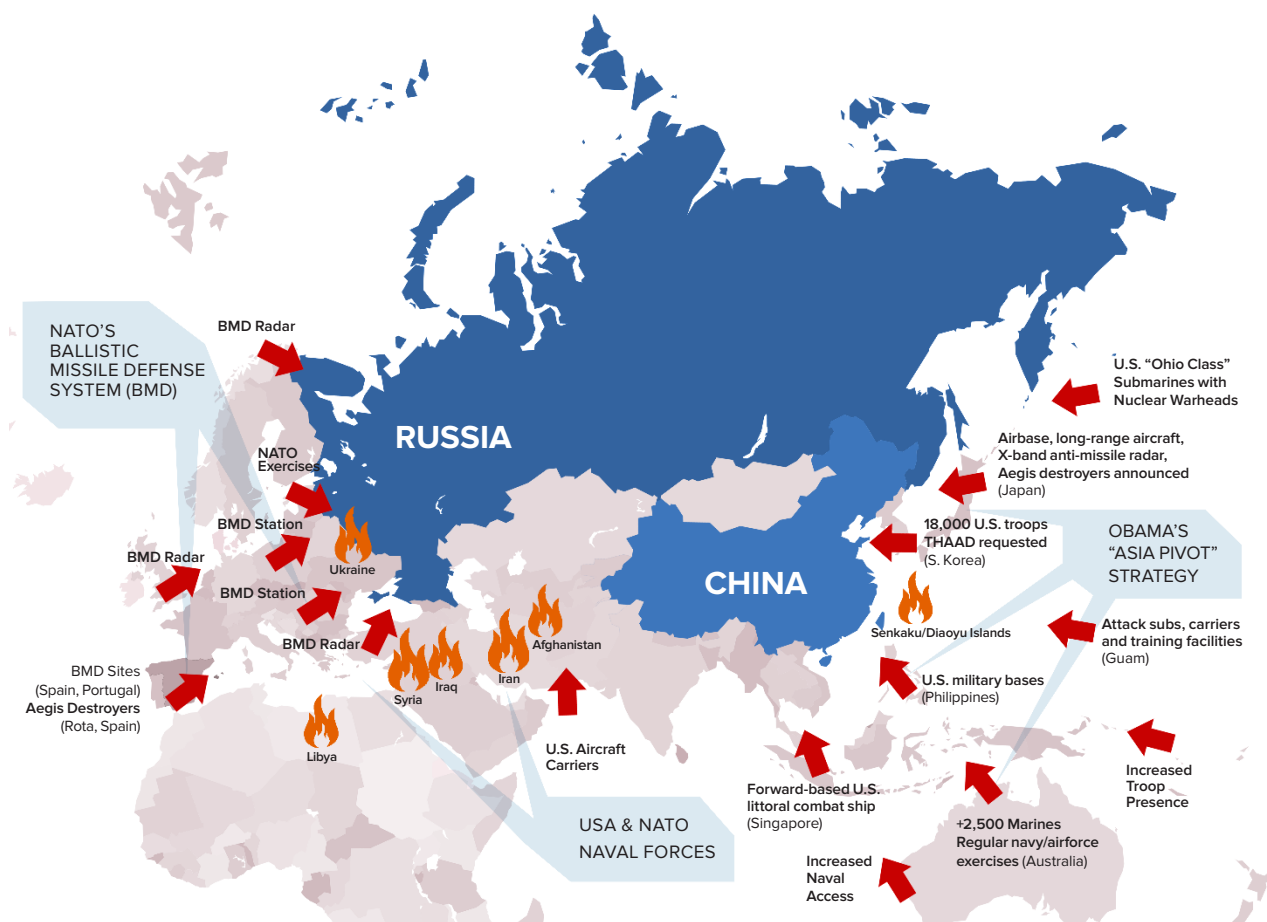 BMD Radar
NATO'S
BALLISTIC
MISSILE DEFENSE
SYSTEM (BMD)
U.S. “Ohio Class”
Submarines with
Nuclear Warheads
RUSSIA
NATO
Exercises
Airbase, long-range aircraft,
X-band anti-missile radar,
Aegis destroyers announced
(Japan)
BMD Station
18,000 U.S. troops
THAAD requested
(S. Korea)
OBAMA'S
“ASIA PIVOT”
STRATEGY
BMD Radar
Ukraine
BMD Station
CHINA
Senkaku/Diaoyu Islands
Attack subs, carriers
and training facilities
(Guam)
BMD Radar
Afghanistan
BMD Sites
(Spain, Portugal)
Aegis Destroyers
(Rota, Spain)
Syria
Iraq
Iran
U.S. military bases
(Philippines)
Libya
U.S. Aircraft
Carriers
Forward-based U.S.
littoral combat ship
(Singapore)
Increased
Troop
Presence
USA & NATO
NAVAL FORCES
+2,500 Marines
Regular navy/airforce
exercises (Australia)
Increased
Naval
Access